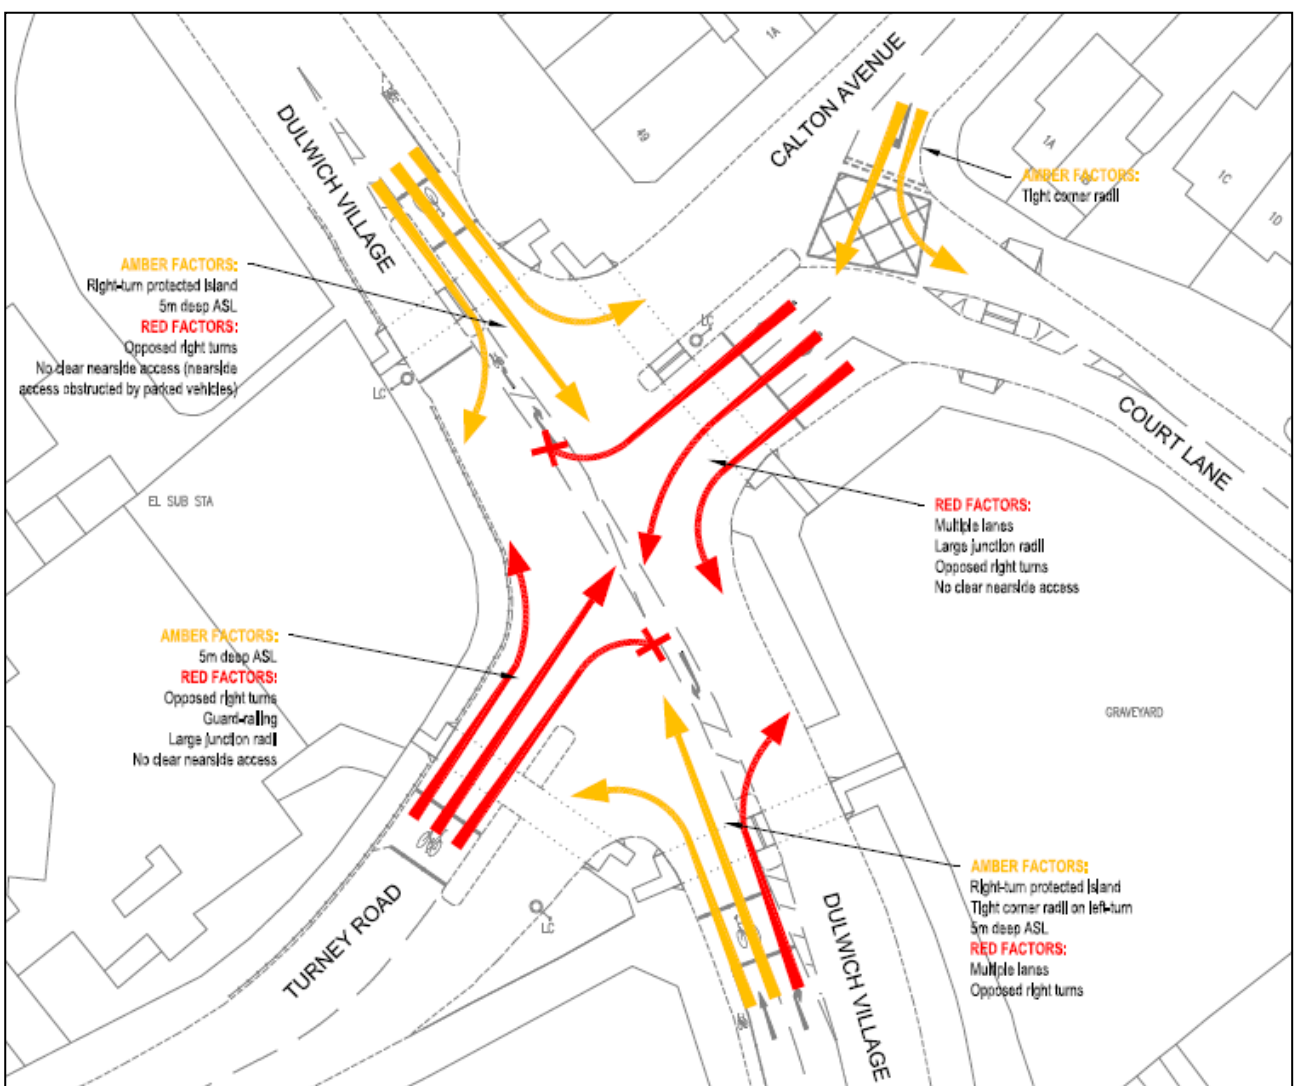 1A
CALTON AVENUE
49
DULWICH VILLAGE
1A
1C
1D
AMBER FACTORS:
Tight corner radii
AMBER FACTORS:
Right-turn protected island
5m deep ASL
RED FACTORS:
Opposed right turns
No clear nearside access (nearside
access obstructed by parked vehicles)
LC
LC
COURT LANE
EL SUB STA
RED FACTORS:
Multiple lanes
Large junction radii
Opposed right turns
No clear nearside access
AMBER FACTORS:
5m deep ASL
RED FACTORS:
Opposed right turns
Guard-railing
Large junction radii
No clear nearside access
GRAVEYARD
AMBER FACTORS:
Right-turn protected island
Tight corner radii on left-turn
5m deep ASL
RED FACTORS:
Multiple lanes
Opposed right turns
TURNEY ROAD
LC
DULWICH VILLAGE